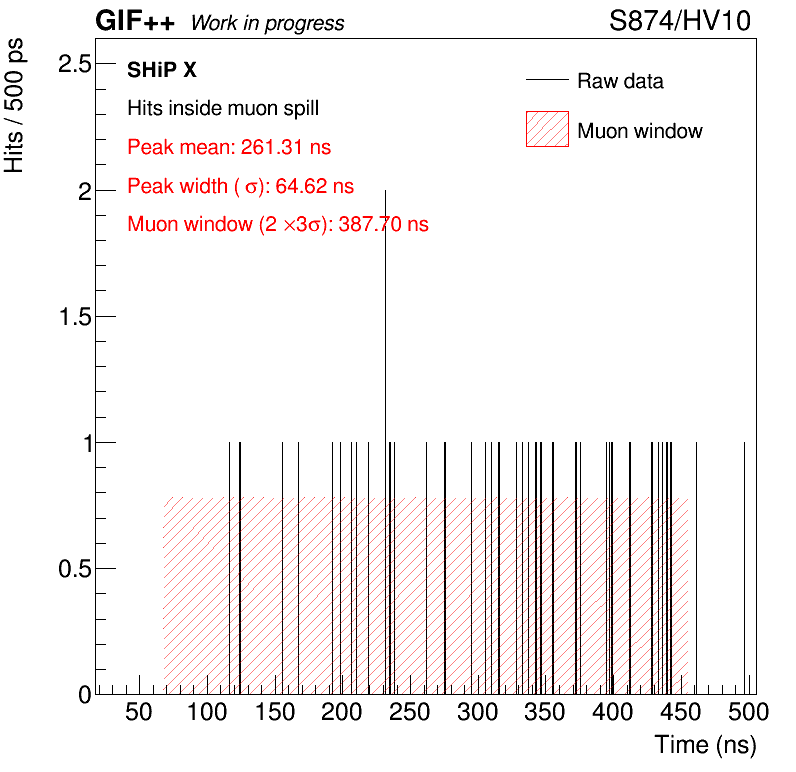 GIF++ Work in progress S874/HV10
Hits / 500 ps
SHiP X
Hits inside muon spill
Peak mean: 261.31 ns
Peak width ( σ): 64.62 ns
Muon window (2 ×3σ): 387.70 ns
Raw data
Muon window
2.5
2
1.5
1
0.5
0
50 100 150 200 250 300 350 400 450 500
Time (ns)